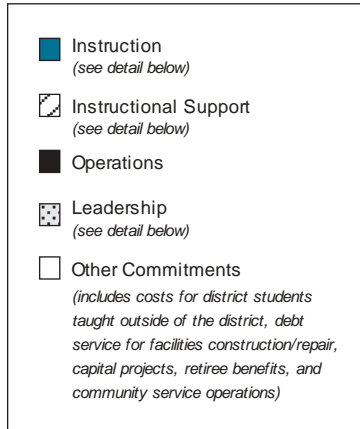 Instruction
(see detail below)
Instructional Support
(see detail below)
Operations
Leadership
(see detail below)
Other Commitments
(includes costs for district students
taught outside of the district, debt
service for facilities construction/repair,
capital projects, retiree benefits, and
community service operations)